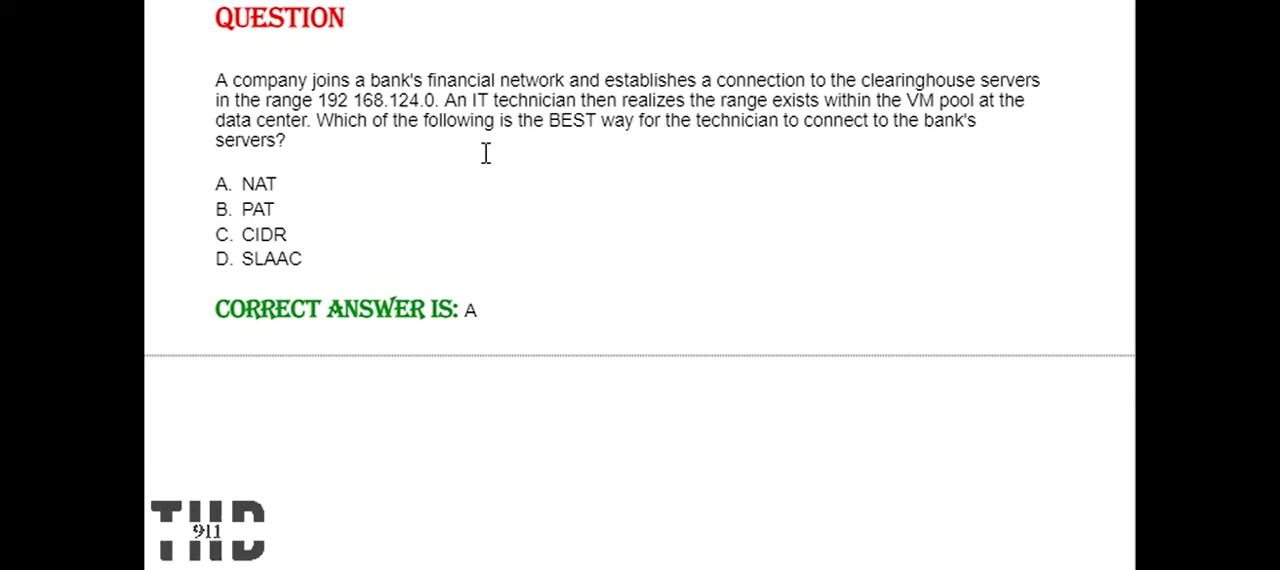 QUESTION
A company joins a bank's financial network and establishes a connection to the clearinghouse servers
in the range 192 168.124.0. An IT technician then realizes the range exists within the VM pool at the
data center. Which of the following is the BEST way for the technician to connect to the bank's
servers?
A. NAT
B. PAT
C. CIDR
D. SLAAC
CORRECT ANSWER IS: A
THD
911